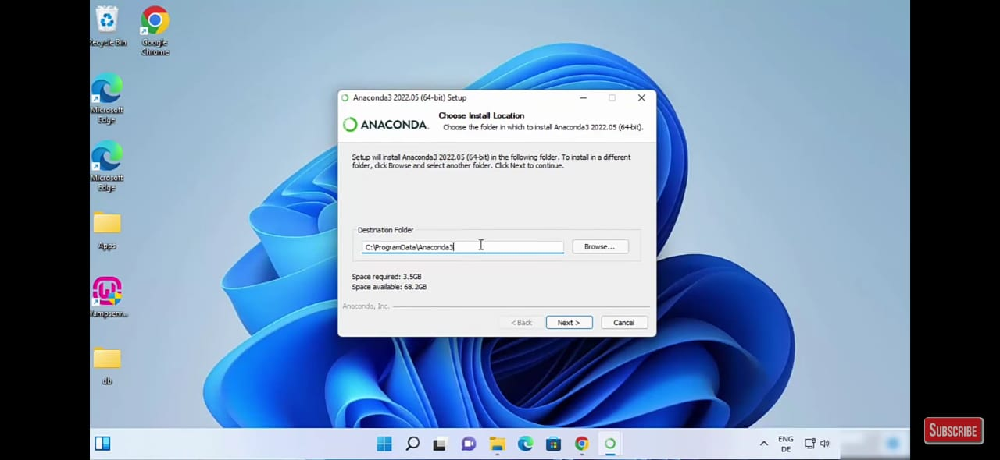 Recycle Bin
Google
Chrome
Microsoft
Edge
Microsoft
Edge
Apps
Wampserv...
db
Anaconda3 2022.05 (64-bit) Setup
ANACONDA.
Choose Install Location
Choose the folder in which to install Anaconda3 2022.05 (64-bit).
Setup will install Anaconda3 2022.05 (64-bit) in the following folder. To install in a different
folder, click Browse and select another folder. Click Next to continue.
Destination Folder
C:\ProgramData\Anaconda3
Browse...
Space required: 3.5GB
Space available: 68.2GB
Anaconda, Inc.
< Back
Next >
Cancel
ENG
DE
SUBSCRIBE